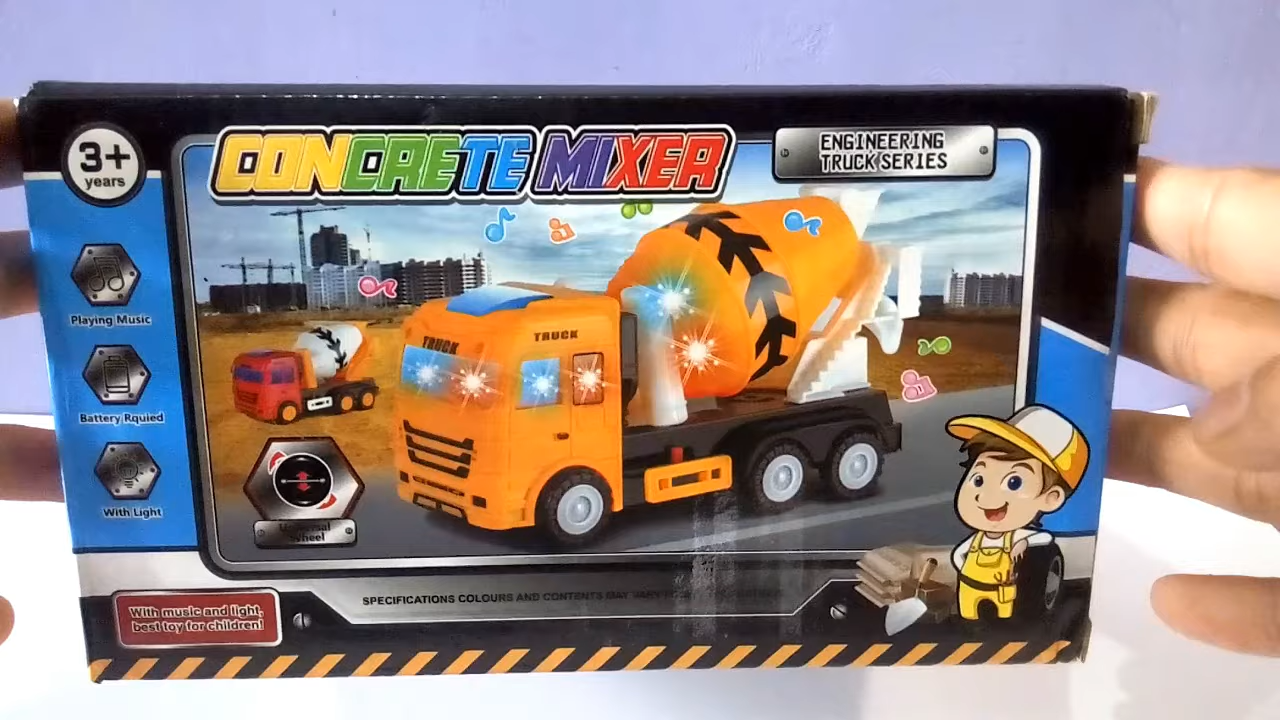 3+
years
CONCRETE MIXER
ENGINEERING
TRUCK SERIES
Playing Music
Battery Rquied
With Light
TRUCK
TRUCK
Universal
Wheel
With music and light,
best toy for children!
SPECIFICATIONS COLOURS AND CONTENTS MAY VARY